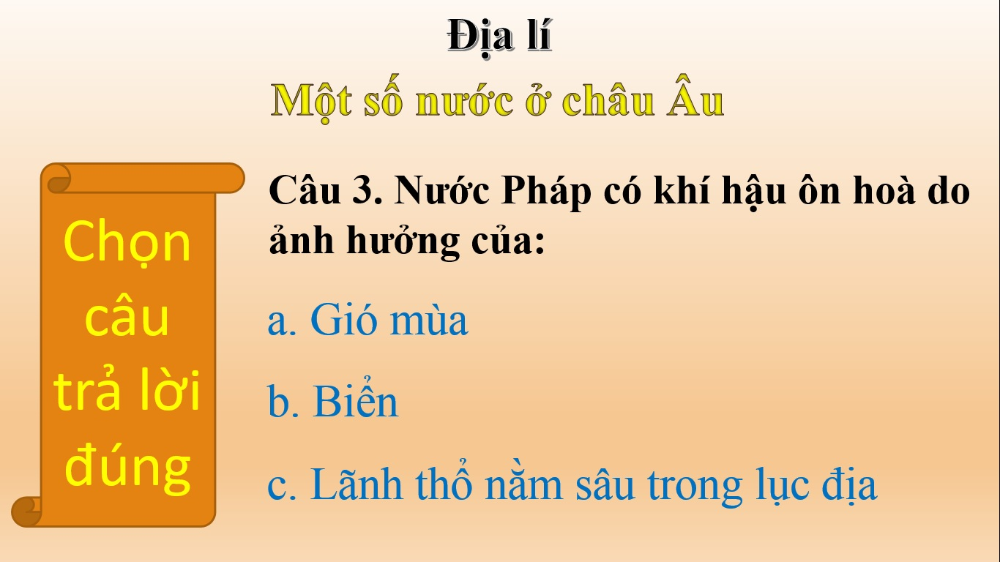 Địa lí
Một số nước ở châu Âu
Chọn
câu
trả lời
đúng
Câu 3. Nước Pháp có khí hậu ôn hoà do
ảnh hưởng của:
a. Gió mùa
b. Biển
c. Lãnh thổ nằm sâu trong lục địa